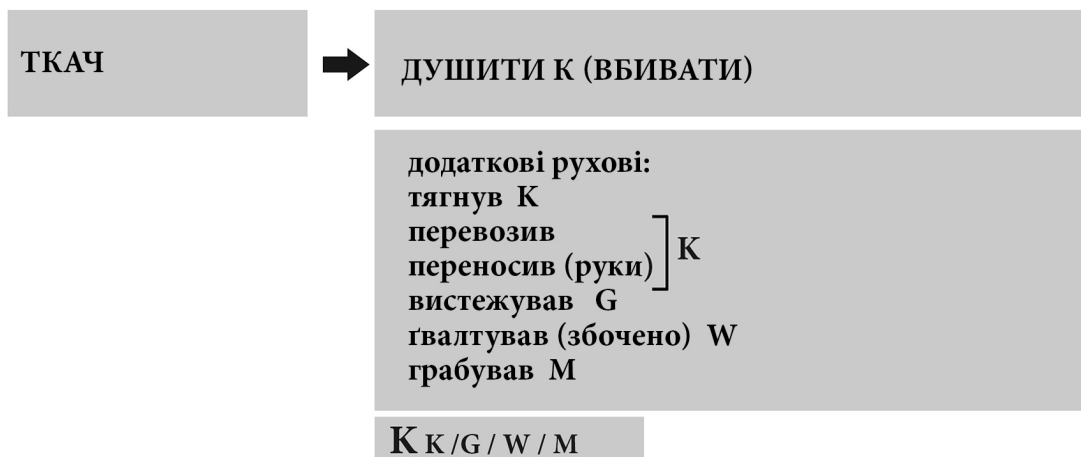 ТКАЧ
ДУШИТИ К (ВБИВАТИ)
додаткові рухові:
тягнув К
перевозив
переносив (руки)
К
вистежував G
ґвалтував (збочено) W
грабував М
К К /G / W / М